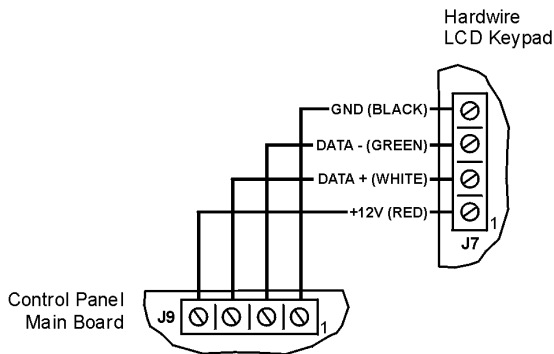 Hardwire
LCD Keypad
GND (BLACK)
DATA - (GREEN)
DATA + (WHITE)
+12V (RED)
1
J7
Control Panel
Main Board
J9
1